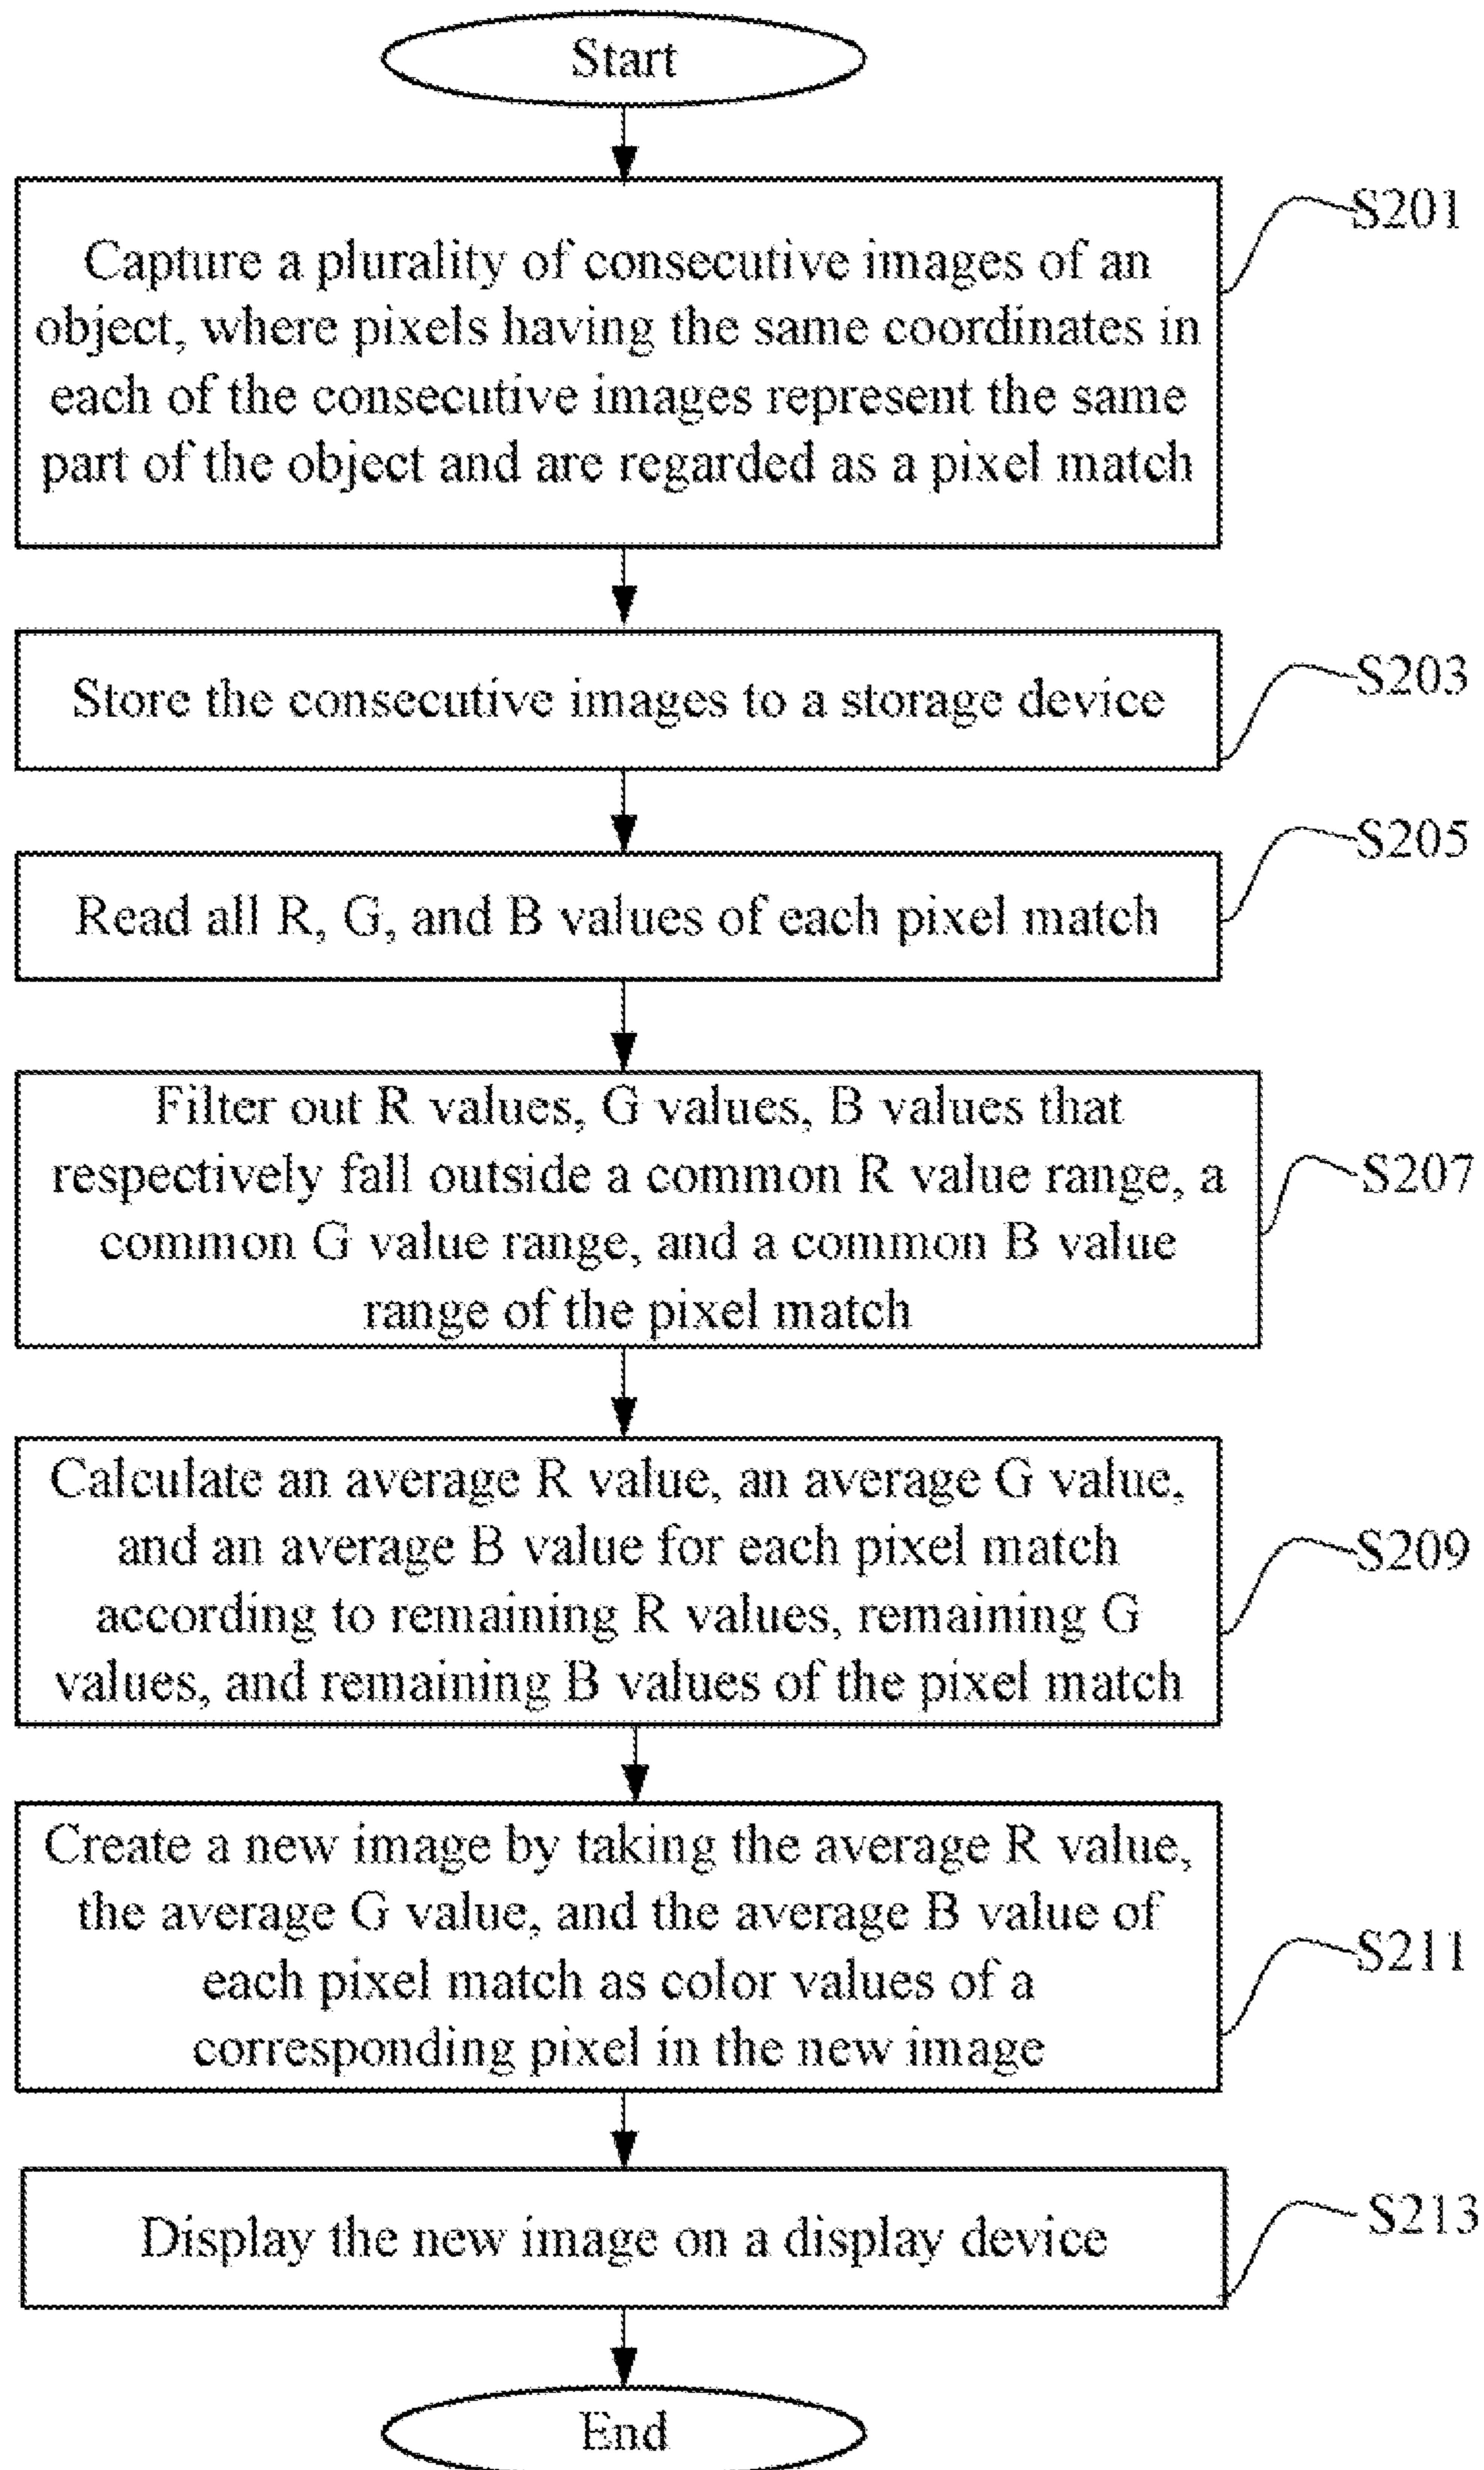 Start
Capture a plurality of consecutive images of an
object, where pixels having the same coordinates in
each of the consecutive images represent the same
part of the object and are regarded as a pixel match
S201
Store the consecutive images to a storage device
S203
Read all R, G, and B values of each pixel match
S205
Filter out R values, G values, B values that
respectively fall outside a common R value range, a
common G value range, and a common B value
range of the pixel match
S207
Calculate an average R value, an average G value,
and an average B value for each pixel match
according to remaining R values, remaining G
values, and remaining B values of the pixel match
S209
Create a new image by taking the average R value,
the average G value, and the average B value of
each pixel match as color values of a
corresponding pixel in the new image
S211
Display the new image on a display device
S213
End